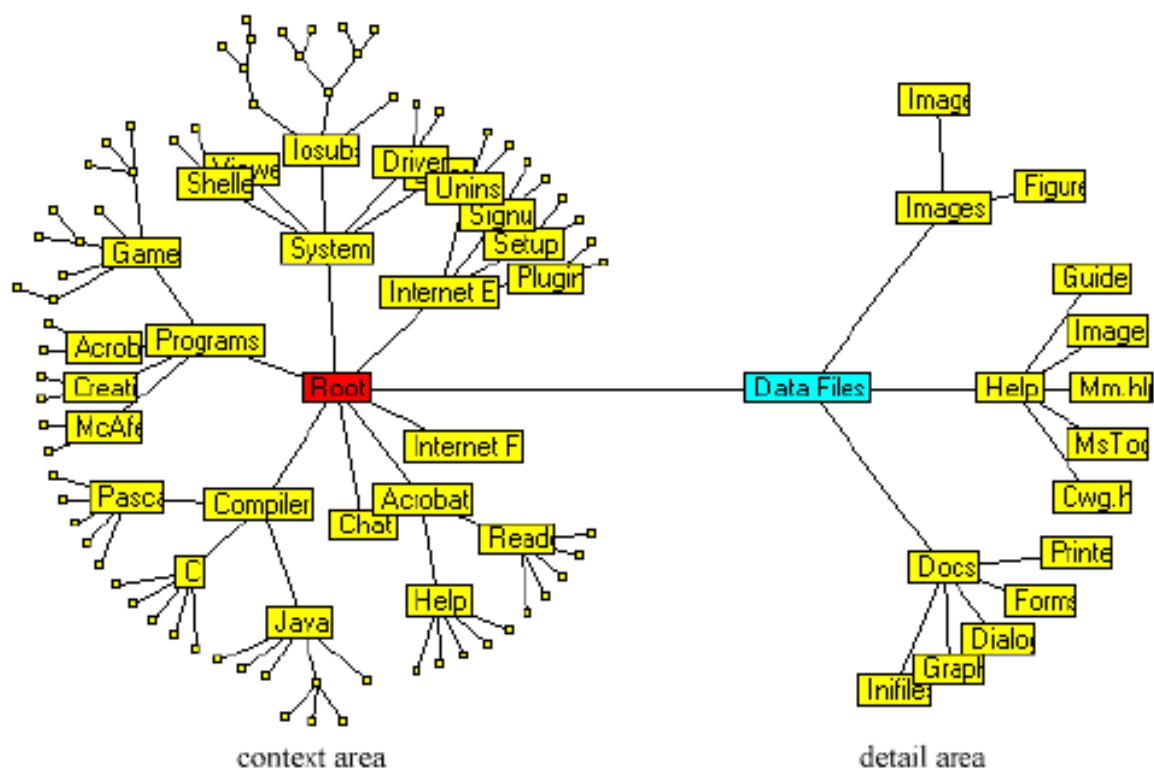 Image
Iosubs
Driver
Viewe
Shelle
Unins
Figure
Images
Signu
Game
System
Setup
Internet E
Plugin
Guide
Programs
Acrob
Image
Root
Data Files
Help
Mm.hl
Creati
McAfe
Internet F
MsToo
Pasca
Compiler
Acrobat
Chat
Cwg.h
Reade
Printe
C
Docs
Help
Forms
Java
Dialog
Graph
Inifiles
context area
detail area